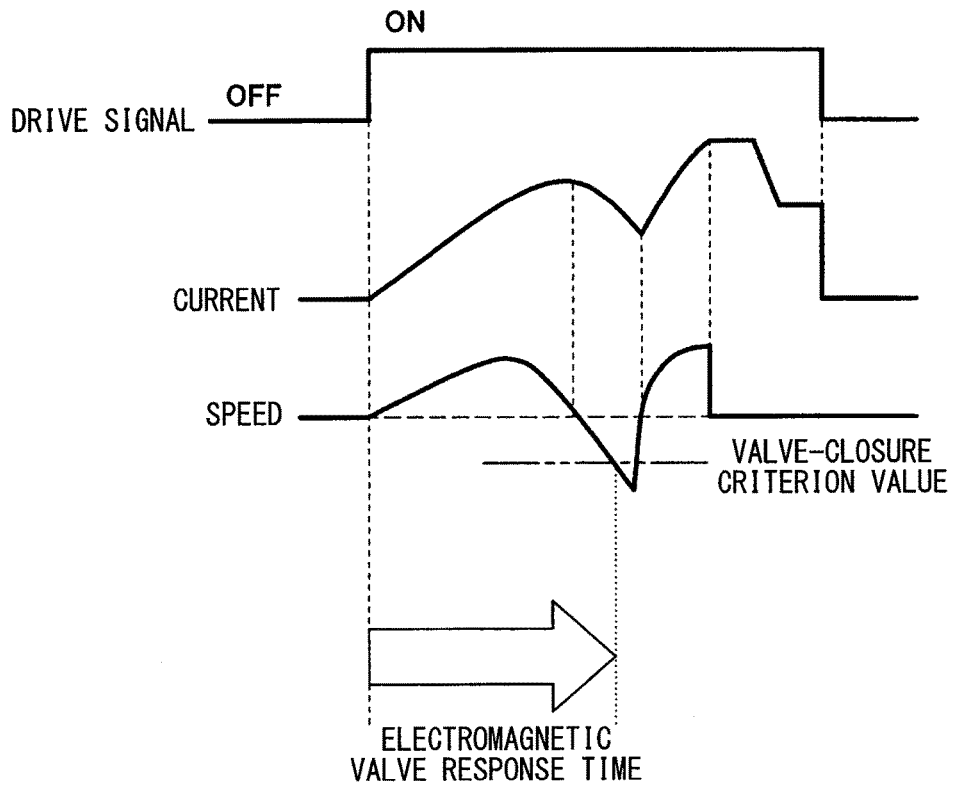 ON
OFF
DRIVE SIGNAL
CURRENT
SPEED
VALVE-CLOSURE
CRITERION VALUE
ELECTROMAGNETIC
VALVE RESPONSE TIME